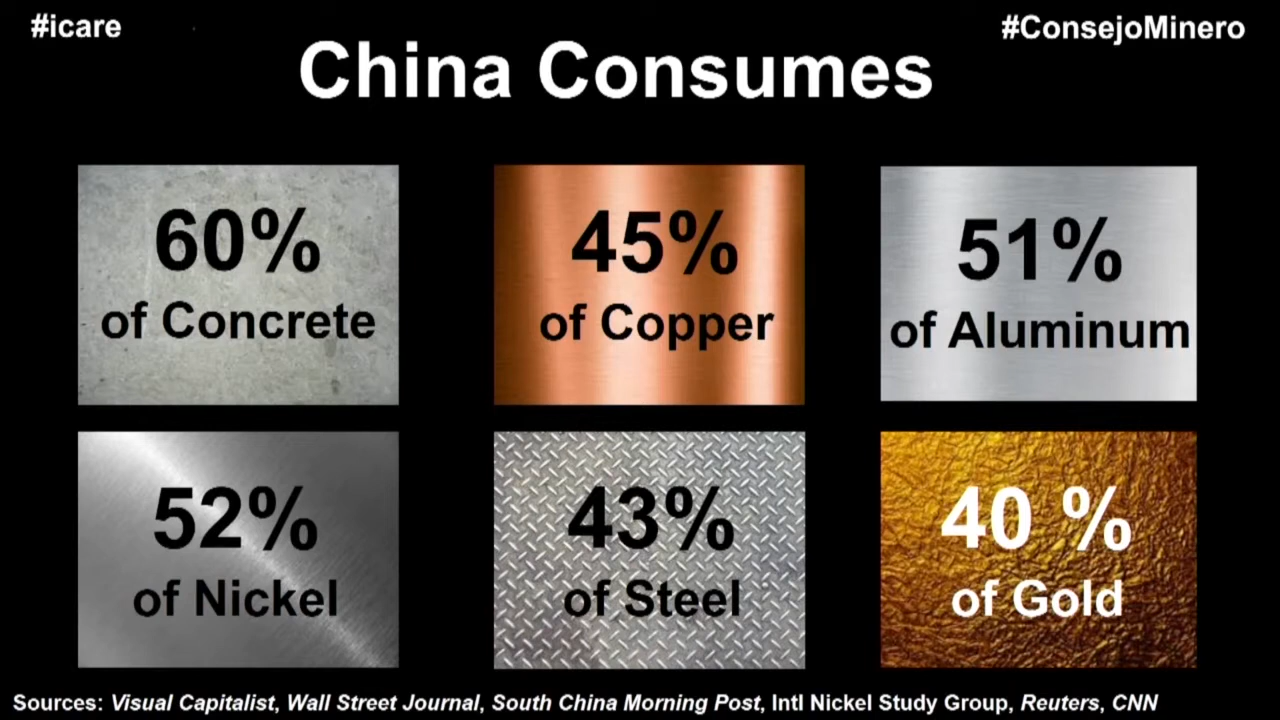 #icare
#ConsejoMinero
China Consumes
60%
of Concrete
45%
of Copper
51%
of Aluminum
52%
of Nickel
43%
of Steel
40 %
of Gold
Sources: Visual Capitalist, Wall Street Journal, South China Morning Post, Intl Nickel Study Group, Reuters, CNN